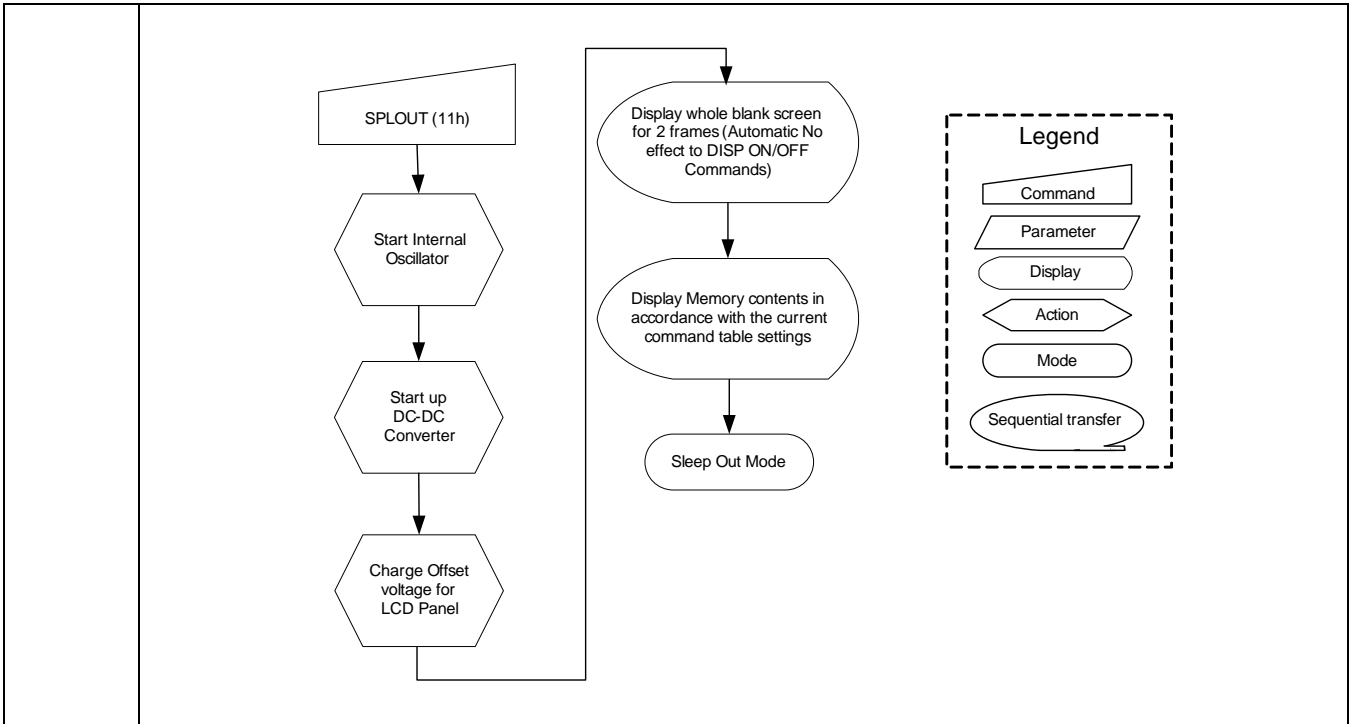 SPLOUT (11h)
Start Internal
Oscillator
Start up
DC-DC
Converter
Charge Offset
voltage for
LCD Panel
Display whole blank screen
for 2 frames (Automatic No
effect to DISP ON/OFF
Commands)
Display Memory contents in
accordance with the current
command table settings
Sleep Out Mode
Legend
Command
Parameter
Display
Action
Mode
Sequential transfer